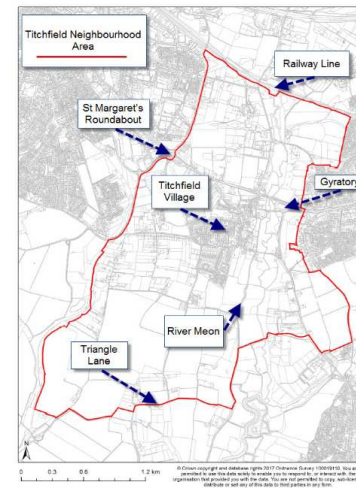 Titchfield Neighbourhood
Area
Railway Line
St Margaret's
Roundabout
Titchfield
Village
Gyratory
River Meon
Triangle
Lane
N
0 0.3 0.6 1.2 km
© Crown copyright and database rights 2017 Ordnance Survey 100019110. You are
permitted to use this data solely to enable you to respond to, or interact with, the
organisation that provided you with the data. You are not permitted to copy, sub-licence,
distribute or sell any of this data to third parties in any form.